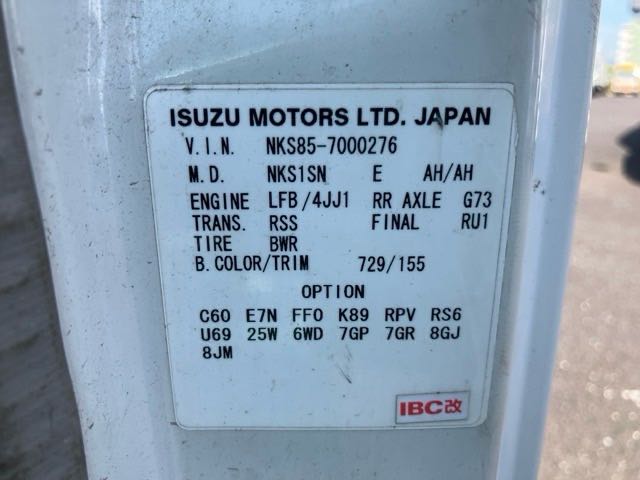 ISUZU MOTORS LTD. JAPAN
V.I.N. NKS85-7000276
M.D. NKS1SN E AH/AH
ENGINE LFB/4JJ1 RR AXLE G73
TRANS. RSS FINAL RU1
TIRE BWR
B.COLOR/TRIM 729/155
OPTION
C60 E7N FF0 K89 RPV RS6
U69 25W 6WD 7GP 7GR 8GJ
8JM
IBC改